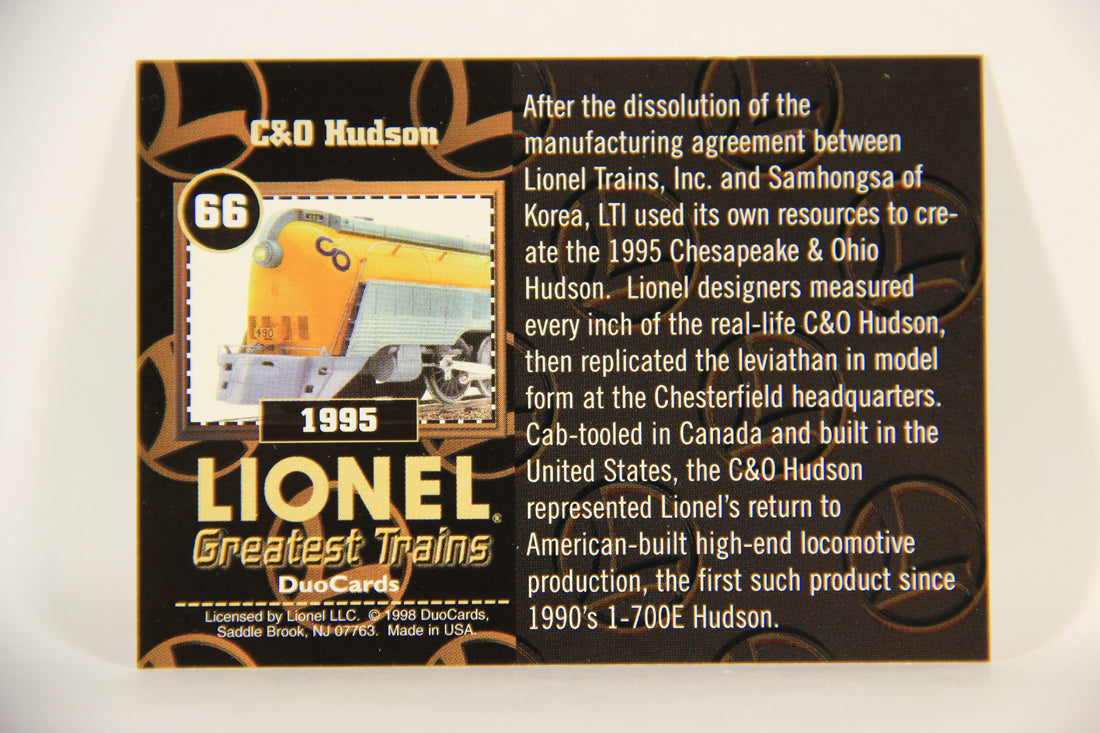 C&O Hudson
66
490
CO
490
1995
LIONEL®
Greatest Trains
DuoCards
Licensed by Lionel LLC. © 1998 DuoCards,
Saddle Brook, NJ 07763. Made in USA.
After the dissolution of the
manufacturing agreement between
Lionel Trains, Inc. and Samhongsa of
Korea, LTI used its own resources to cre-
ate the 1995 Chesapeake & Ohio
Hudson. Lionel designers measured
every inch of the real-life C&O Hudson,
then replicated the leviathan in model
form at the Chesterfield headquarters.
Cab-tooled in Canada and built in the
United States, the C&O Hudson
represented Lionel's return to
American-built high-end locomotive
production, the first such product since
1990's 1-700E Hudson.